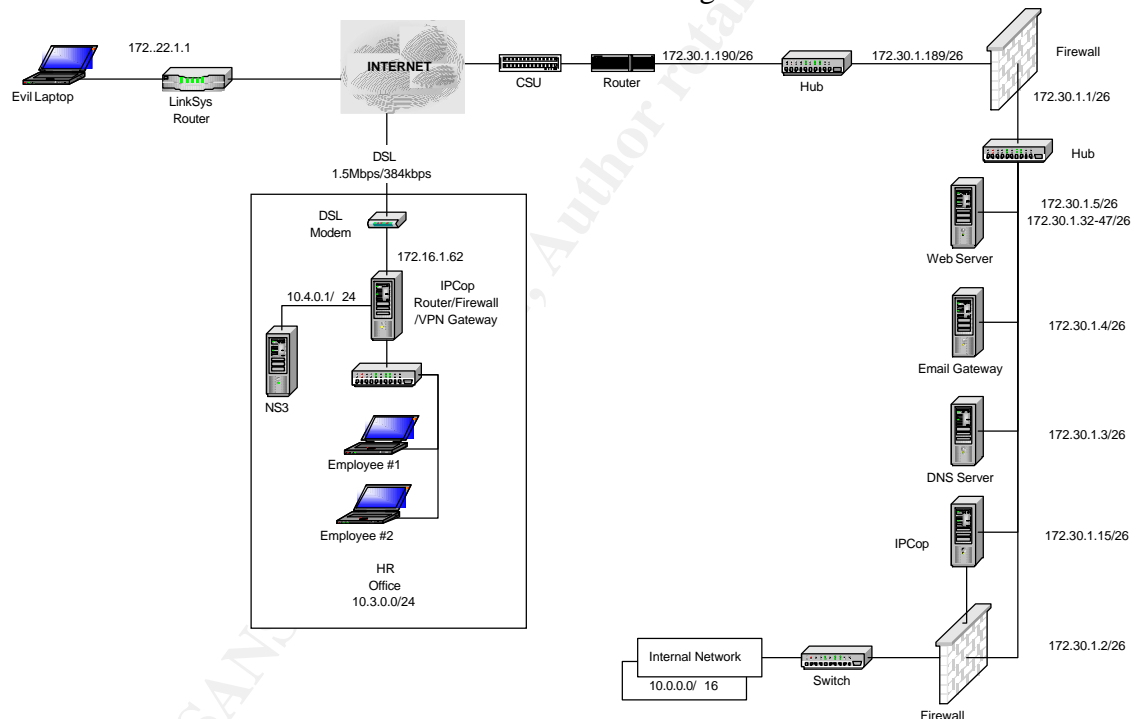 172..22.1.1
Evil Laptop
LinkSys
Router
INTERNET
CSU
Router
172.30.1.190/26
Hub
172.30.1.189/26
Firewall
172.30.1.1/26
Hub
DSL
1.5Mbps/384kbps
DSL
Modem
172.16.1.62
10.4.0.1/ 24
IPCop
Router/Firewall
/VPN Gateway
NS3
Employee #1
Employee #2
HR
Office
10.3.0.0/24
172.30.1.5/26
172.30.1.32-47/26
Web Server
172.30.1.4/26
Email Gateway
172.30.1.3/26
DNS Server
IPCop
172.30.1.15/26
172.30.1.2/26
Internal Network
10.0.0.0/ 16
Switch
Firewall
SANS
, Author retai